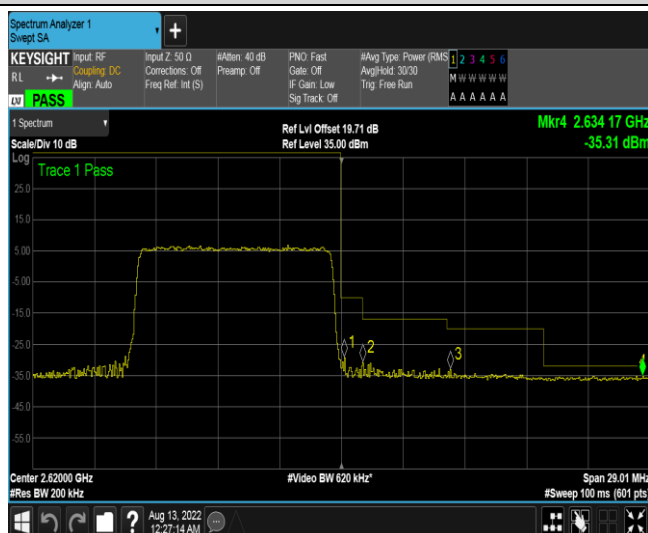 Spectrum Analyzer 1
Swept SA
+
KEYSIGHT
RL
LXI PASS
Input: RF
Coupling: DC
Align: Auto
Input Z: 50 Ω
Corrections: Off
Freq Ref: Int (S)
#Atten: 40 dB
Preamp: Off
PNO: Fast
Gate: Off
IF Gain: Low
Sig Track: Off
#Avg Type: Power (RMS
Avg|Hold: 30/30
Trig: Free Run
1 2 3 4 5 6
M W W W W W
A A A A A A
1 Spectrum
Scale/Div 10 dB
Ref Lvl Offset 19.71 dB
Ref Level 35.00 dBm
Mkr4 2.634 17 GHz
-35.31 dBm
Log
Trace 1 Pass
25.0
15.0
5.00
-5.00
-15.0
-25.0
-35.0
-45.0
-55.0
1
2
3
Center 2.62000 GHz
#Res BW 200 kHz
#Video BW 620 kHz*
Span 29.01 MHz
#Sweep 100 ms (601 pts)
?
Aug 13, 2022
12:27:14 AM